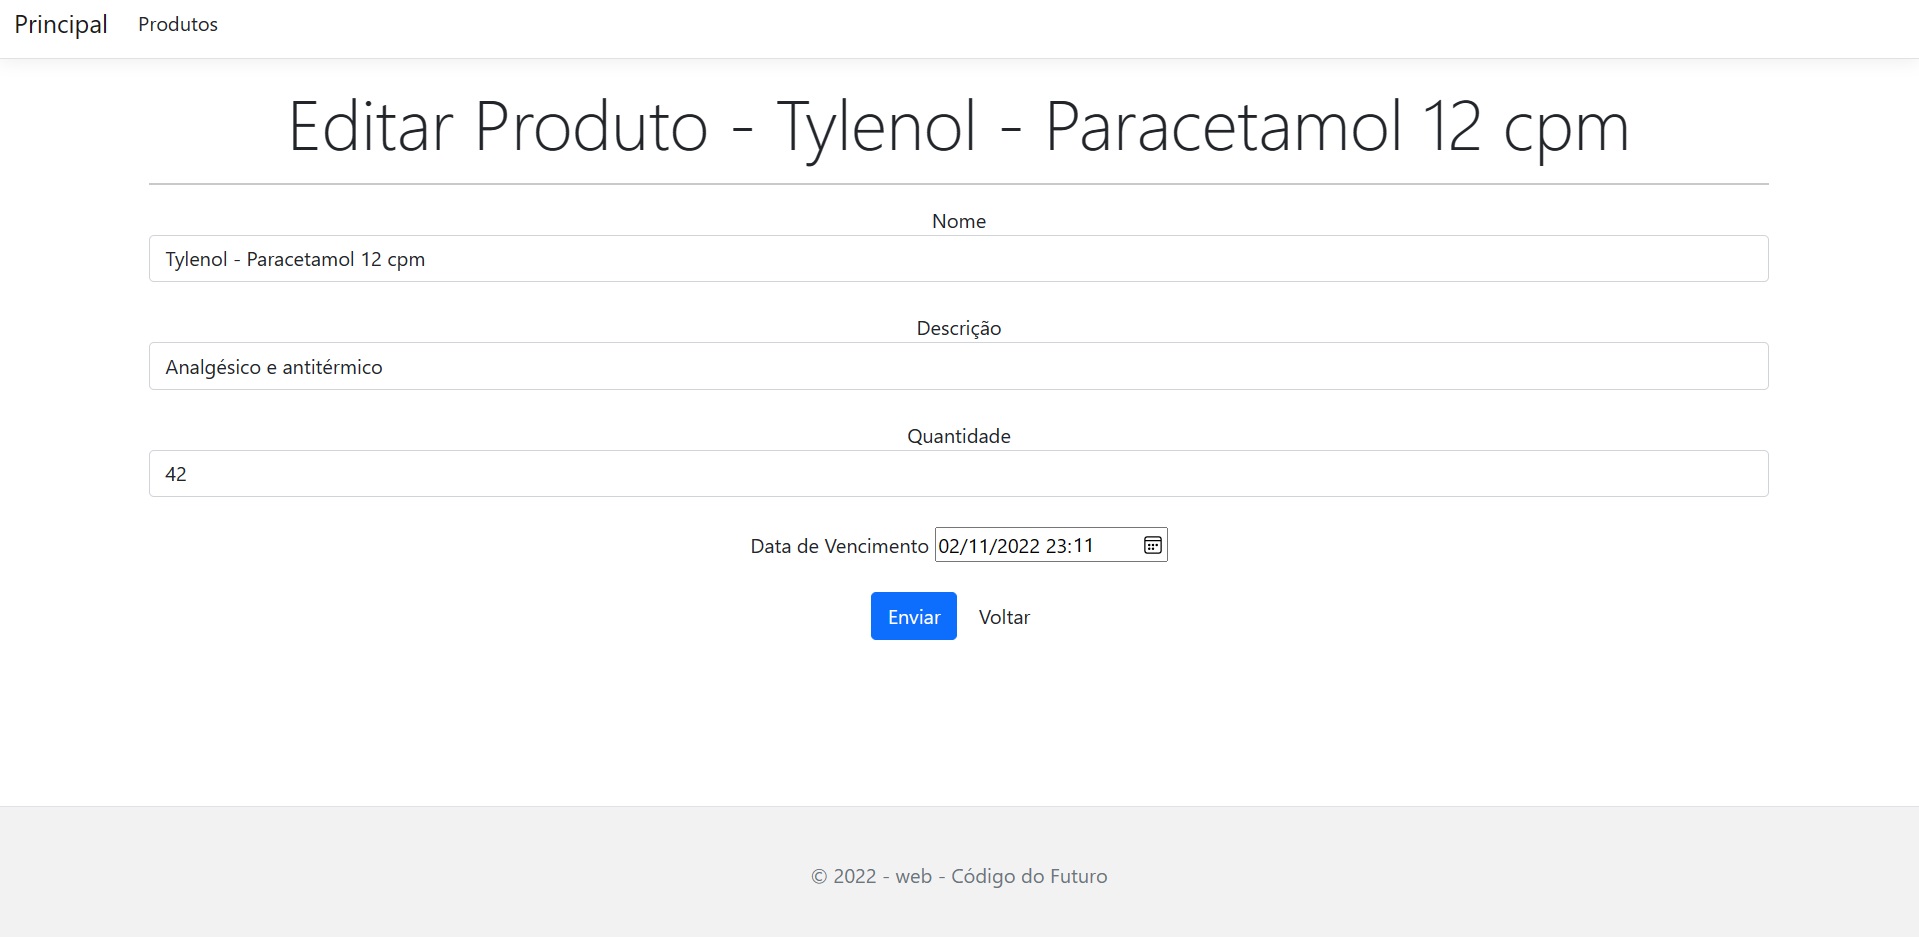 Principal Produtos
Editar Produto - Tylenol - Paracetamol 12 cpm
Nome
Tylenol - Paracetamol 12 cpm
Descrição
Analgésico e antitérmico
Quantidade
42
Data de Vencimento 02/11/2022 23:11
Enviar Voltar
© 2022 - web - Código do Futuro